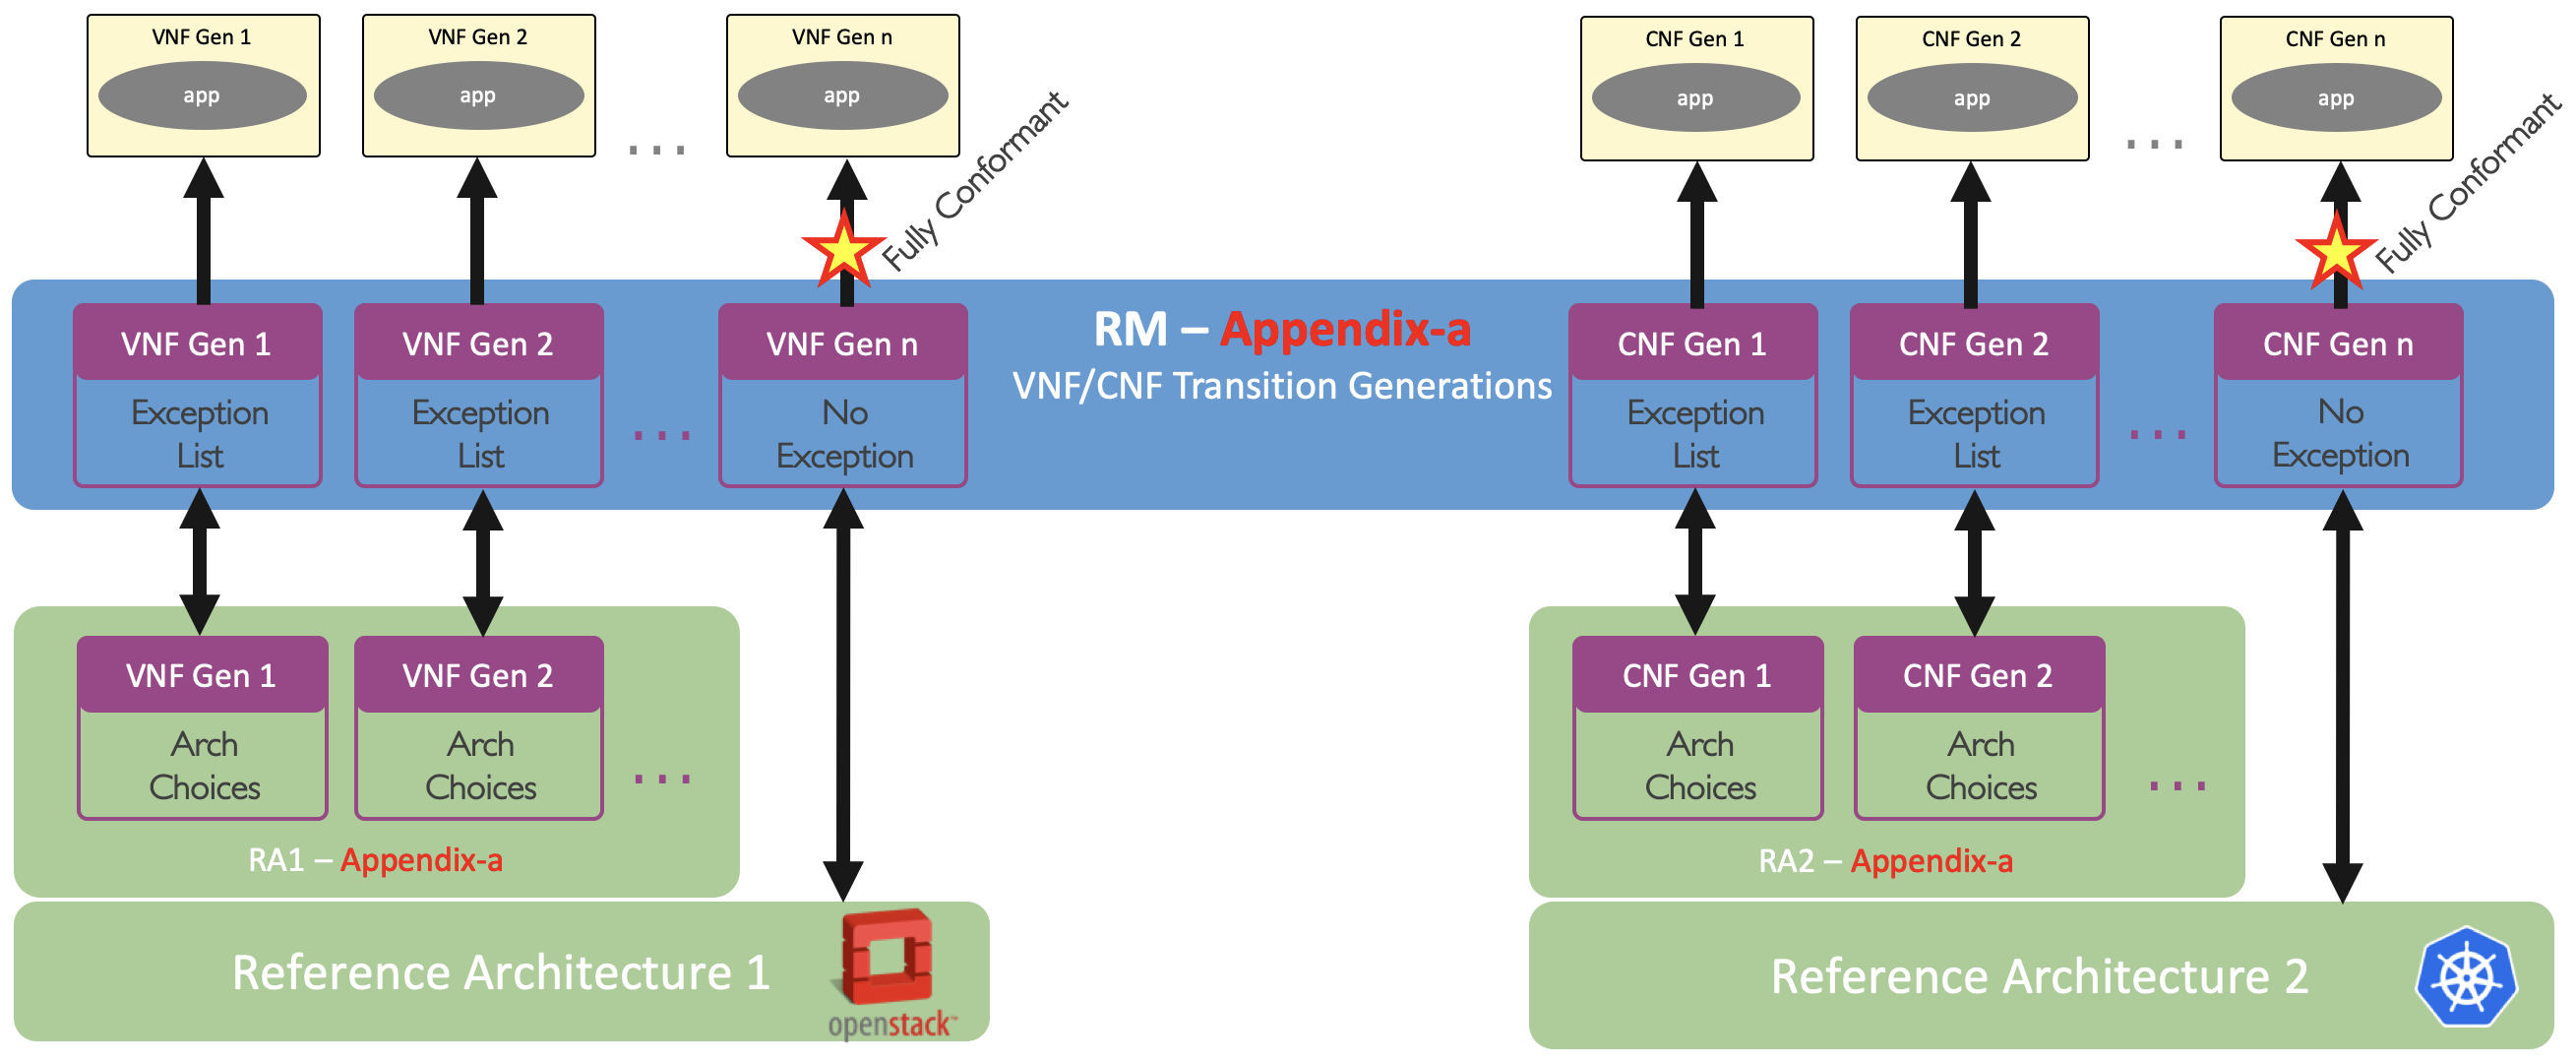 VNF Gen 1
app
VNF Gen 2
app
...
VNF Gen n
app
Fully Conformant
CNF Gen 1
app
CNF Gen 2
app
...
CNF Gen n
app
Fully Conformant
RM – Appendix-a
VNF/CNF Transition Generations
VNF Gen 1
Exception
List
VNF Gen 2
Exception
List
...
VNF Gen n
No
Exception
CNF Gen 1
Exception
List
CNF Gen 2
Exception
List
...
CNF Gen n
No
Exception
VNF Gen 1
Arch
Choices
VNF Gen 2
Arch
Choices
...
RA1 – Appendix-a
CNF Gen 1
Arch
Choices
CNF Gen 2
Arch
Choices
...
RA2 – Appendix-a
Reference Architecture 1
openstack™
Reference Architecture 2